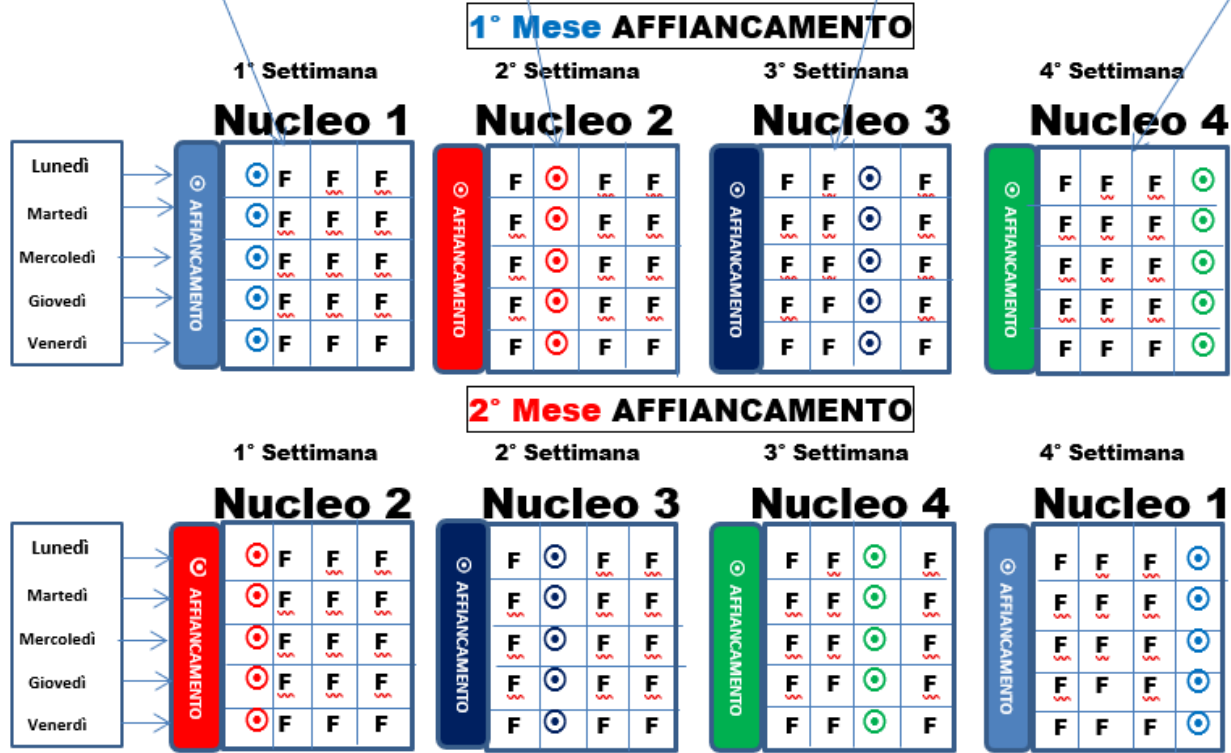 1° Mese AFFIANCAMENTO
1° Settimana 2° Settimana 3° Settimana 4° Settimana
Nucleo 1 Nucleo 2 Nucleo 3 Nucleo 4
AFFIANCAMENTO AFFIANCAMENTO AFFIANCAMENTO AFFIANCAMENTO
Lunedì F F F F F F F F F F F F
Martedì F F F F F F F F F F F F
Mercoledì F F F F F F F F F F F F
Giovedì F F F F F F F F F F F F
Venerdì F F F F F F F F F F F F
2° Mese AFFIANCAMENTO
1° Settimana 2° Settimana 3° Settimana 4° Settimana
Nucleo 2 Nucleo 3 Nucleo 4 Nucleo 1
AFFIANCAMENTO AFFIANCAMENTO AFFIANCAMENTO AFFIANCAMENTO
Lunedì F F F F F F F F F F F F
Martedì F F F F F F F F F F F F
Mercoledì F F F F F F F F F F F F
Giovedì F F F F F F F F F F F F
Venerdì F F F F F F F F F F F F